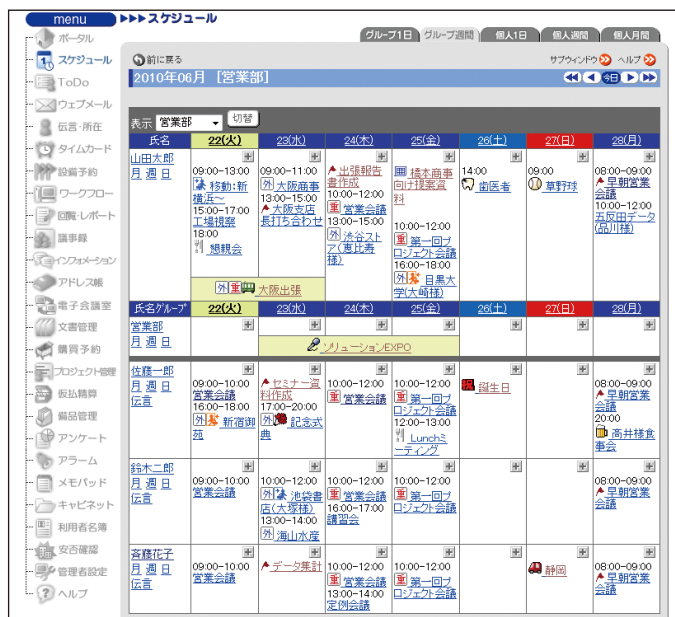 menu
▶▶▶スケジュール
ポータル
スケジュール
ToDo
ウェブメール
伝言・所在
タイムカード
設備予約
ワークフロー
回覧・レポート
議事録
インフォメーション
アドレス帳
電子会議室
文書管理
購買予約
プロジェクト管理
仮払精算
備品管理
アンケート
アラーム
メモパッド
キャビネット
利用者名簿
安否確認
管理者設定
ヘルプ
グループ1日 グループ週間 個人1日 個人週間 個人月間
前に戻る サブウィンドウ ヘルプ
2010年06月 [営業部] 今日
表示 営業部 切替
氏名 22(火) 23(水) 24(木) 25(金) 26(土) 27(日) 28(月)
山田太郎
月 週 日
09:00-13:00
移動:新
横浜~
15:00-17:00
工場視察
18:00
懇親会
09:00-11:00
外 大阪商事
13:00-15:00
大阪支店
長打ち合わせ
出張報告
書作成
10:00-12:00
重 営業会議
13:00-15:00
外 渋谷スト
ア(恵比寿
様)
橋本商事
向け提案資
料
10:00-12:00
重 第一回プ
ロジェクト会議
16:00-18:00
外 目黒大
学(大崎様)
14:00
歯医者
09:00
草野球
08:00-09:00
早朝営業
会議
10:00-12:00
五反田データ
(品川様)
外 重 大阪出張
氏名グループ 22(火) 23(水) 24(木) 25(金) 26(土) 27(日) 28(月)
営業部
月 週 日
ソリューションEXPO
佐藤一郎
月 週 日
伝言
09:00-10:00
営業会議
16:00-18:00
外 新宿御
苑
セミナー資
料作成
17:00-20:00
外 記念式
典
10:00-12:00
重 営業会議
10:00-12:00
重 第一回プ
ロジェクト会議
12:00-13:00
Lunchミ
ーティング
誕生日
08:00-09:00
早朝営業
会議
20:00
高井様食
事会
鈴木二郎
月 週 日
伝言
09:00-10:00
営業会議
10:00-12:00
外 池袋書
店(大塚様)
13:00-14:00
外 海山水産
10:00-12:00
重 営業会議
16:00-17:00
講習会
10:00-12:00
重 第一回プ
ロジェクト会議
08:00-09:00
早朝営業
会議
斉藤花子
月 週 日
伝言
09:00-10:00
営業会議
データ集計
10:00-12:00
重 営業会議
13:00-14:00
定例会議
10:00-12:00
重 第一回プ
ロジェクト会議
静岡
08:00-09:00
早朝営業
会議